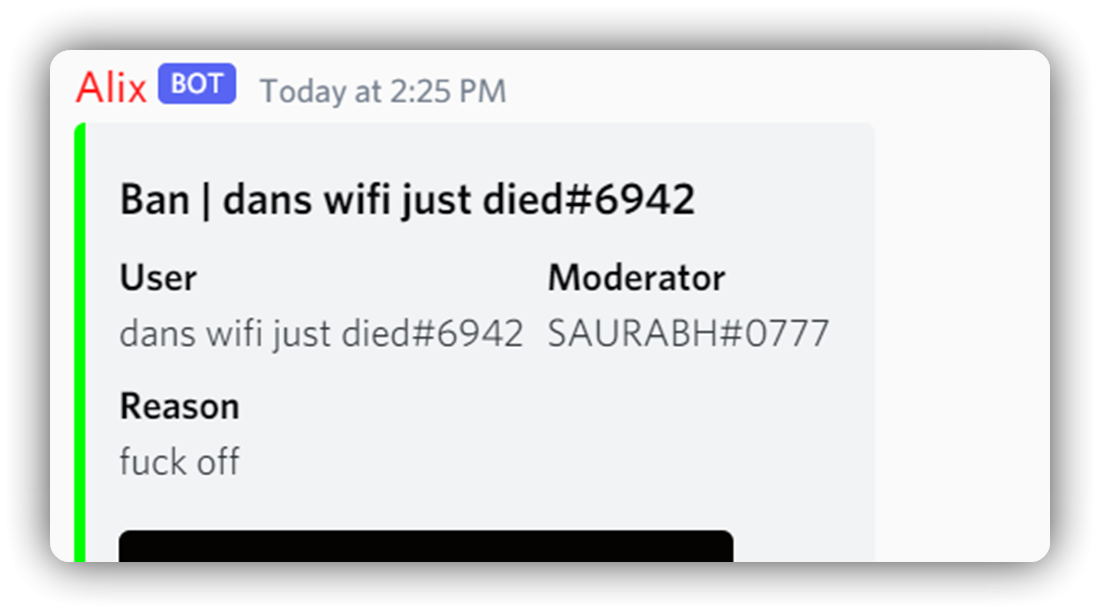 Alix BOT Today at 2:25 PM
Ban | dans wifi just died#6942
User Moderator
dans wifi just died#6942 SAURABH#0777
Reason
fuck off